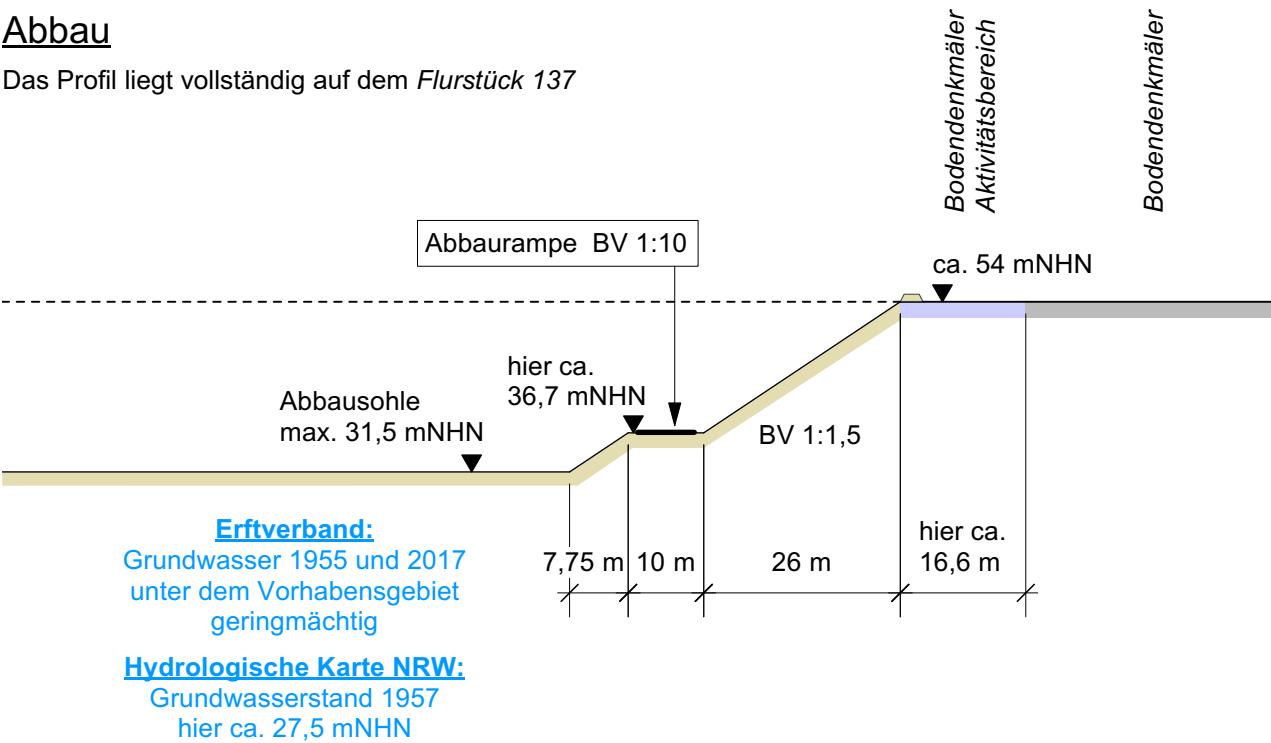 Abbau
Das Profil liegt vollständig auf dem Flurstück 137
Bodendenkmäler
Aktivitätsbereich
Bodendenkmäler
Abbaurampe BV 1:10
ca. 54 mNHN
hier ca.
36,7 mNHN
Abbausohle
max. 31,5 mNHN
BV 1:1,5
Erftverband:
Grundwasser 1955 und 2017
unter dem Vorhabensgebiet
geringmächtig
7,75 m
10 m
26 m
hier ca.
16,6 m
Hydrologische Karte NRW:
Grundwasserstand 1957
hier ca. 27,5 mNHN